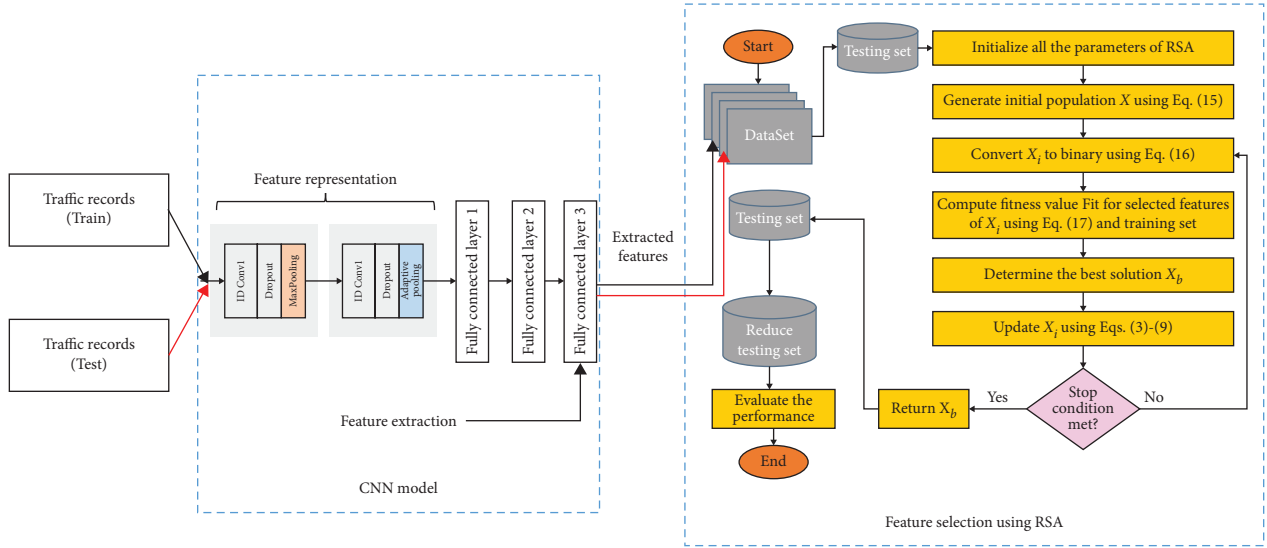 Traffic records
(Train)
Traffic records
(Test)
Feature representation
ID Conv1
Dropout
MaxPooling
ID Conv1
Dropout
Adaptive
pooling
Fully connected layer 1
Fully connected layer 2
Fully connected layer 3
Feature extraction
CNN model
Extracted
features
Start
DataSet
Testing set
Initialize all the parameters of RSA
Generate initial population X using Eq. (15)
Convert Xᵢ to binary using Eq. (16)
Compute fitness value Fit for selected features
of Xᵢ using Eq. (17) and training set
Determine the best solution X_b
Update Xᵢ using Eqs. (3)-(9)
Stop
condition
met?
Yes
No
Return X_b
Testing set
Reduce
testing set
Evaluate the
performance
End
Feature selection using RSA